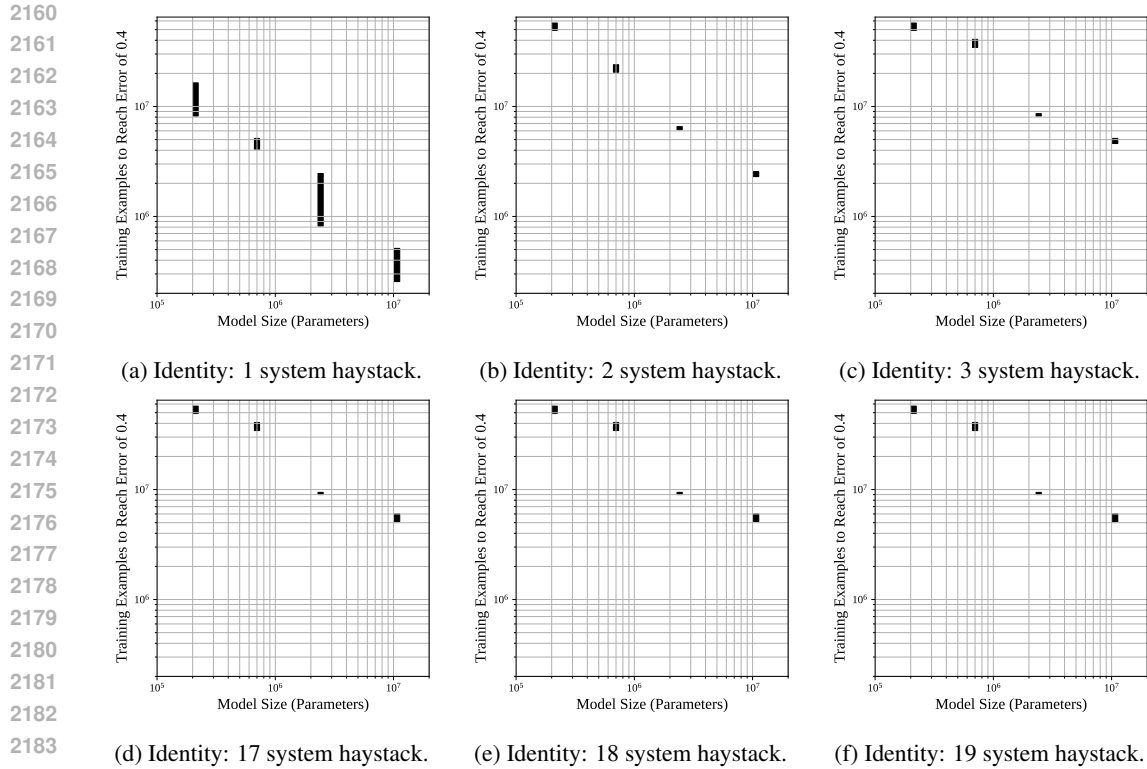 2160
2161
2162
2163
2164
2165
2166
2167
2168
2169
2170
2171
2172
2173
2174
2175
2176
2177
2178
2179
2180
2181
2182
2183
Training Examples to Reach Error of 0.4
10⁷
10⁶
10⁵ 10⁶ 10⁷
Model Size (Parameters)
(a) Identity: 1 system haystack.
Training Examples to Reach Error of 0.4
10⁷
10⁶
10⁵ 10⁶ 10⁷
Model Size (Parameters)
(b) Identity: 2 system haystack.
Training Examples to Reach Error of 0.4
10⁷
10⁶
10⁵ 10⁶ 10⁷
Model Size (Parameters)
(c) Identity: 3 system haystack.
Training Examples to Reach Error of 0.4
10⁷
10⁶
10⁵ 10⁶ 10⁷
Model Size (Parameters)
(d) Identity: 17 system haystack.
Training Examples to Reach Error of 0.4
10⁷
10⁶
10⁵ 10⁶ 10⁷
Model Size (Parameters)
(e) Identity: 18 system haystack.
Training Examples to Reach Error of 0.4
10⁷
10⁶
10⁵ 10⁶ 10⁷
Model Size (Parameters)
(f) Identity: 19 system haystack.